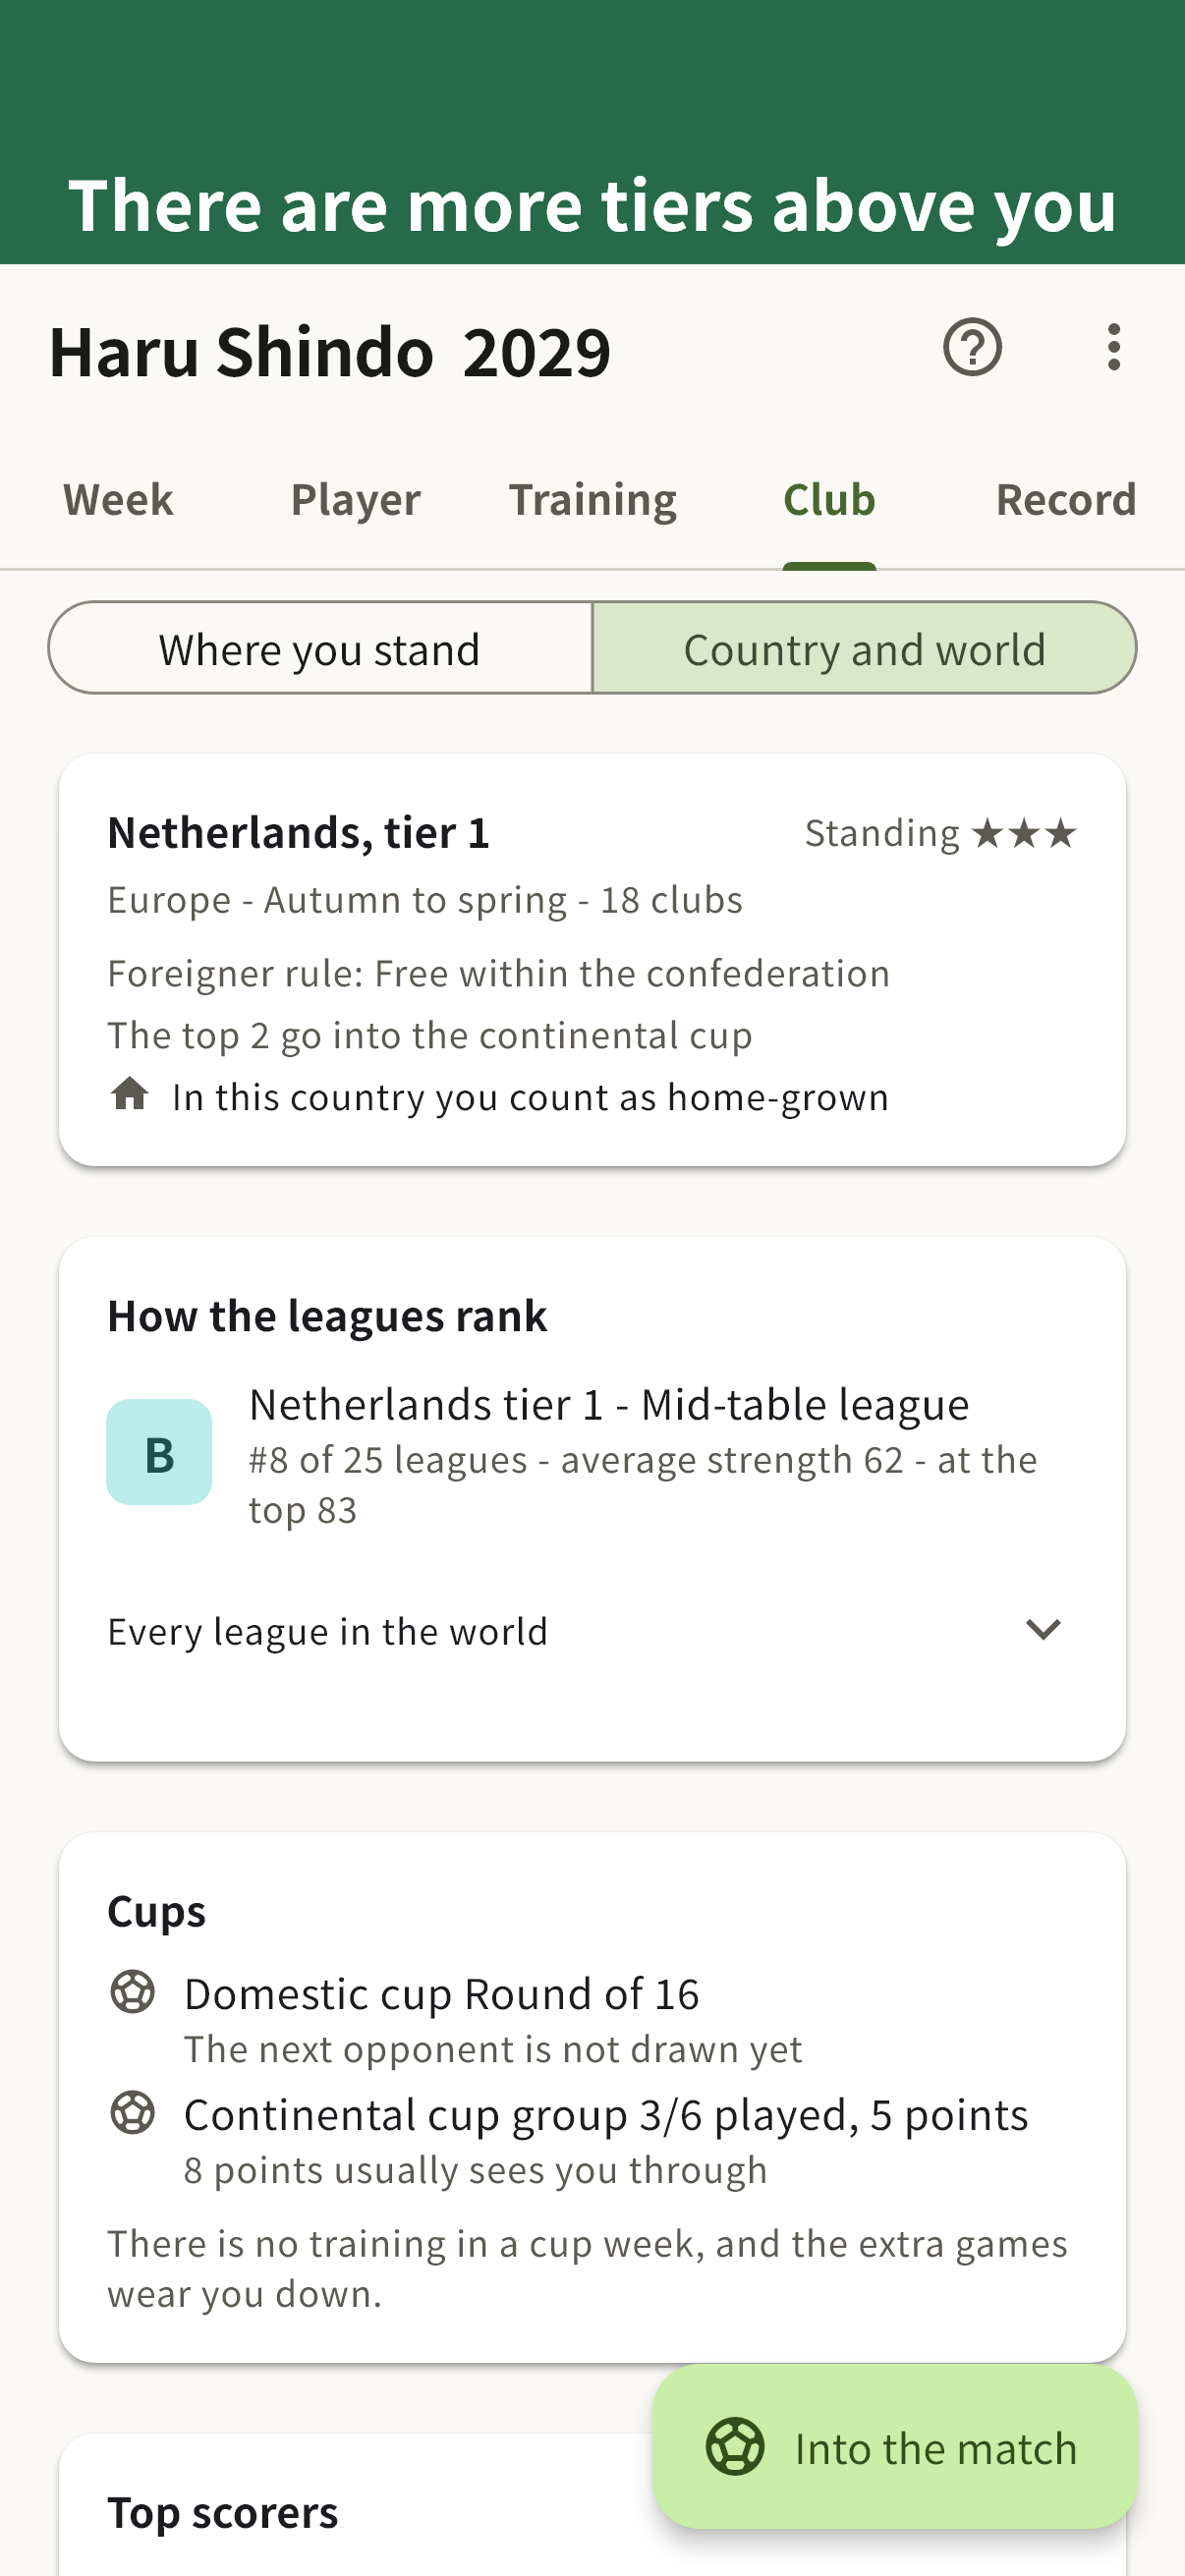 There are more tiers above you
Haru Shindo 2029
Week Player Training Club Record
Where you stand Country and world
Netherlands, tier 1 Standing ★★★
Europe - Autumn to spring - 18 clubs
Foreigner rule: Free within the confederation
The top 2 go into the continental cup
In this country you count as home-grown
How the leagues rank
B
Netherlands tier 1 - Mid-table league
#8 of 25 leagues - average strength 62 - at the
top 83
Every league in the world
Cups
Domestic cup Round of 16
The next opponent is not drawn yet
Continental cup group 3/6 played, 5 points
8 points usually sees you through
There is no training in a cup week, and the extra games
wear you down.
Into the match
Top scorers